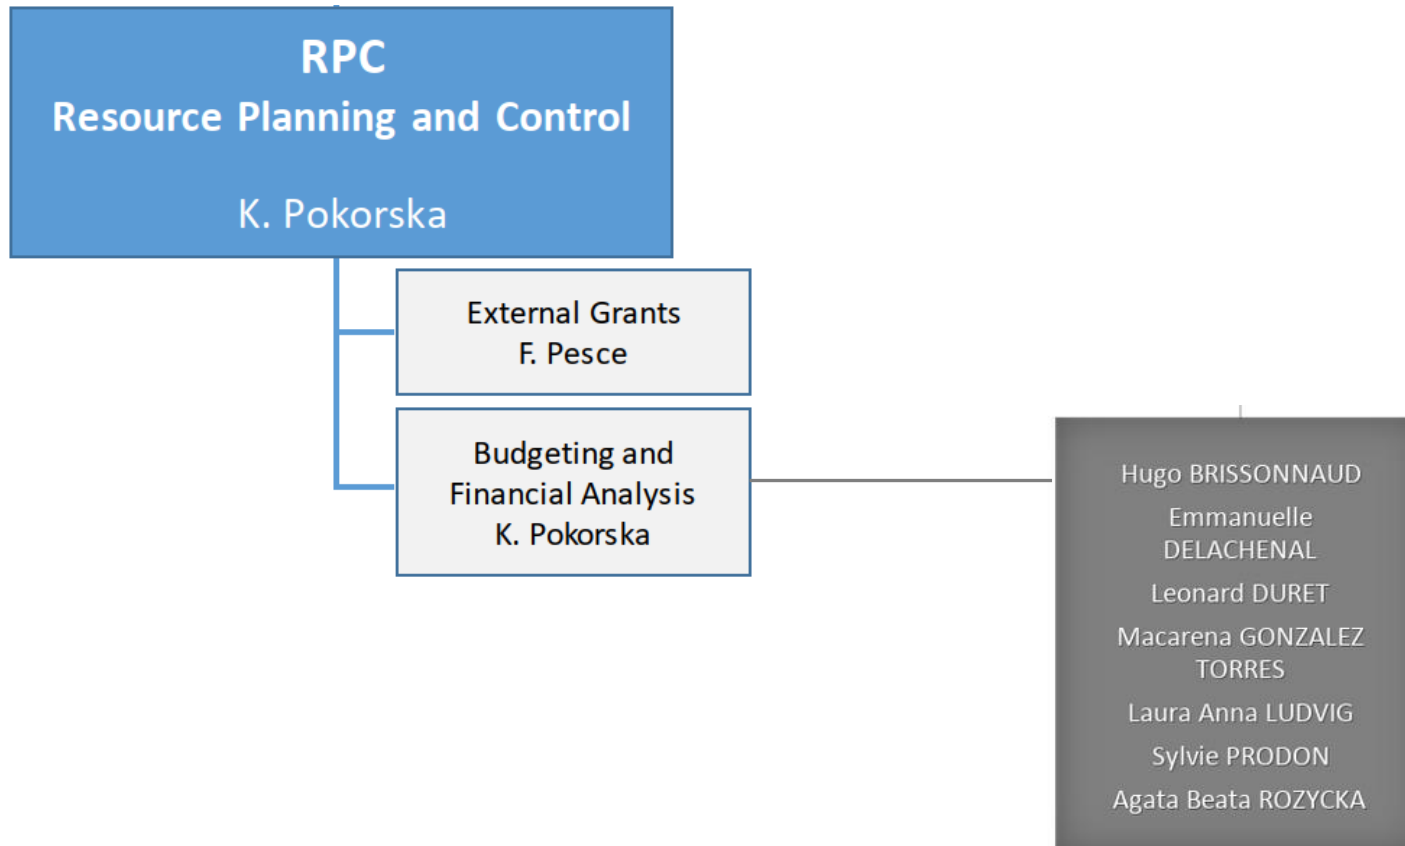 RPC
Resource Planning and Control
K. Pokorska
External Grants
F. Pesce
Budgeting and
Financial Analysis
K. Pokorska
Hugo BRISSONNAUD
Emmanuelle
DELACHENAL
Leonard DURET
Macarena GONZALEZ
TORRES
Laura Anna LUDVIG
Sylvie PRODON
Agata Beata ROZYCKA